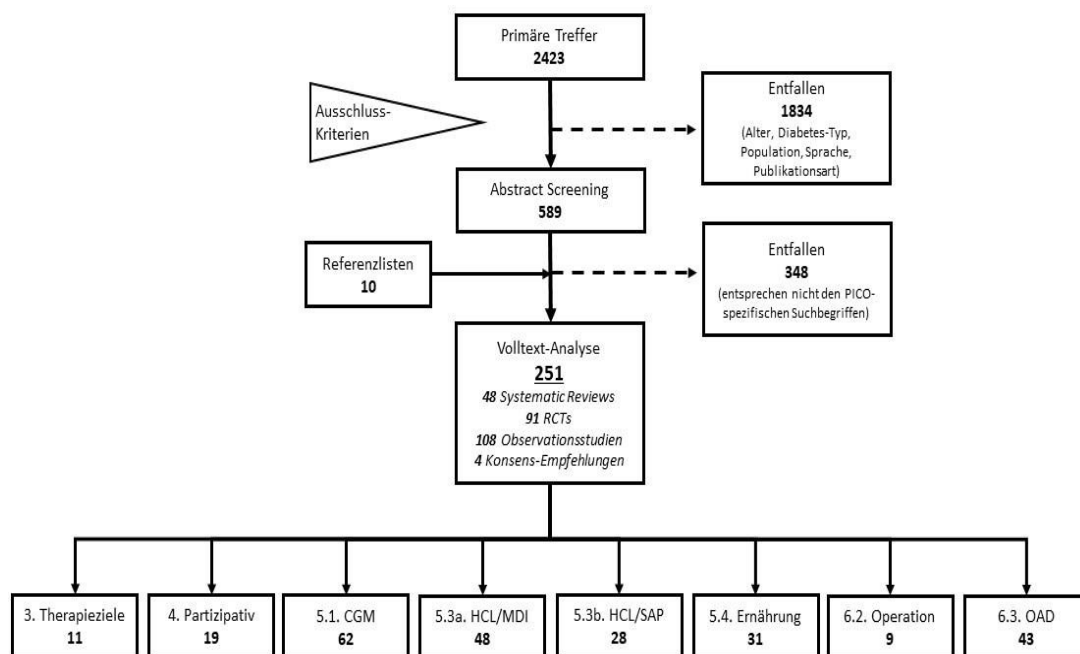 Primäre Treffer
2423
Ausschluss-
Kriterien
Entfallen
1834
(Alter, Diabetes-Typ,
Population, Sprache,
Publikationsart)
Abstract Screening
589
Referenzlisten
10
Entfallen
348
(entsprechen nicht den PICO-
spezifischen Suchbegriffen)
Volltext-Analyse
251
48 Systematic Reviews
91 RCTs
108 Observationsstudien
4 Konsens-Empfehlungen
3. Therapieziele
11
4. Partizipativ
19
5.1. CGM
62
5.3a. HCL/MDI
48
5.3b. HCL/SAP
28
5.4. Ernährung
31
6.2. Operation
9
6.3. OAD
43